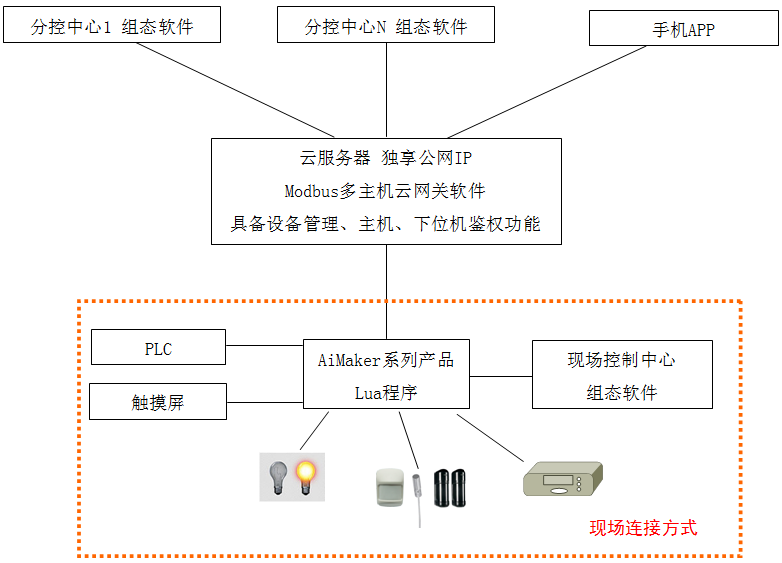 分控中心1 组态软件
分控中心N 组态软件
手机APP
云服务器 独享公网IP
Modbus多主机云网关软件
具备设备管理、主机、下位机鉴权功能
PLC
触摸屏
AiMaker系列产品
Lua程序
现场控制中心
组态软件
现场连接方式